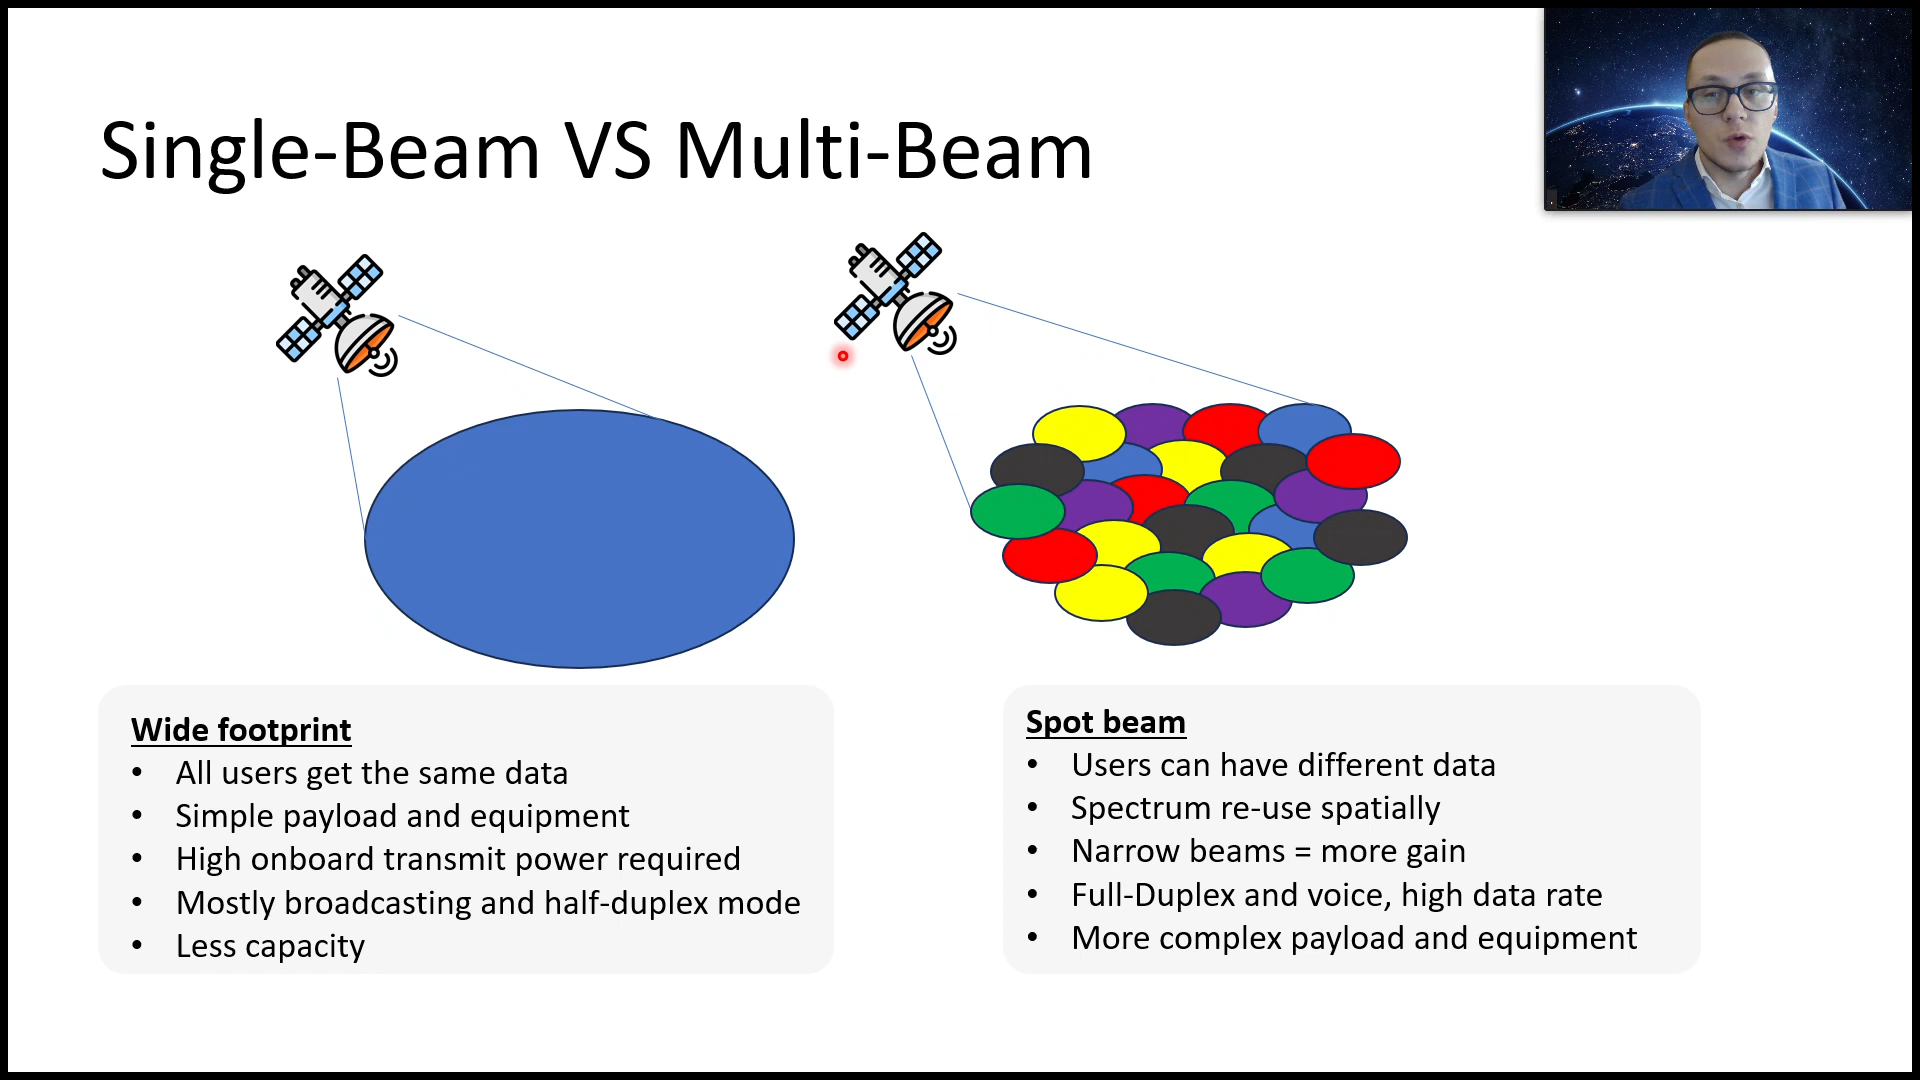 Single-Beam VS Multi-Beam
Wide footprint
• All users get the same data
• Simple payload and equipment
• High onboard transmit power required
• Mostly broadcasting and half-duplex mode
• Less capacity
Spot beam
• Users can have different data
• Spectrum re-use spatially
• Narrow beams = more gain
• Full-Duplex and voice, high data rate
• More complex payload and equipment